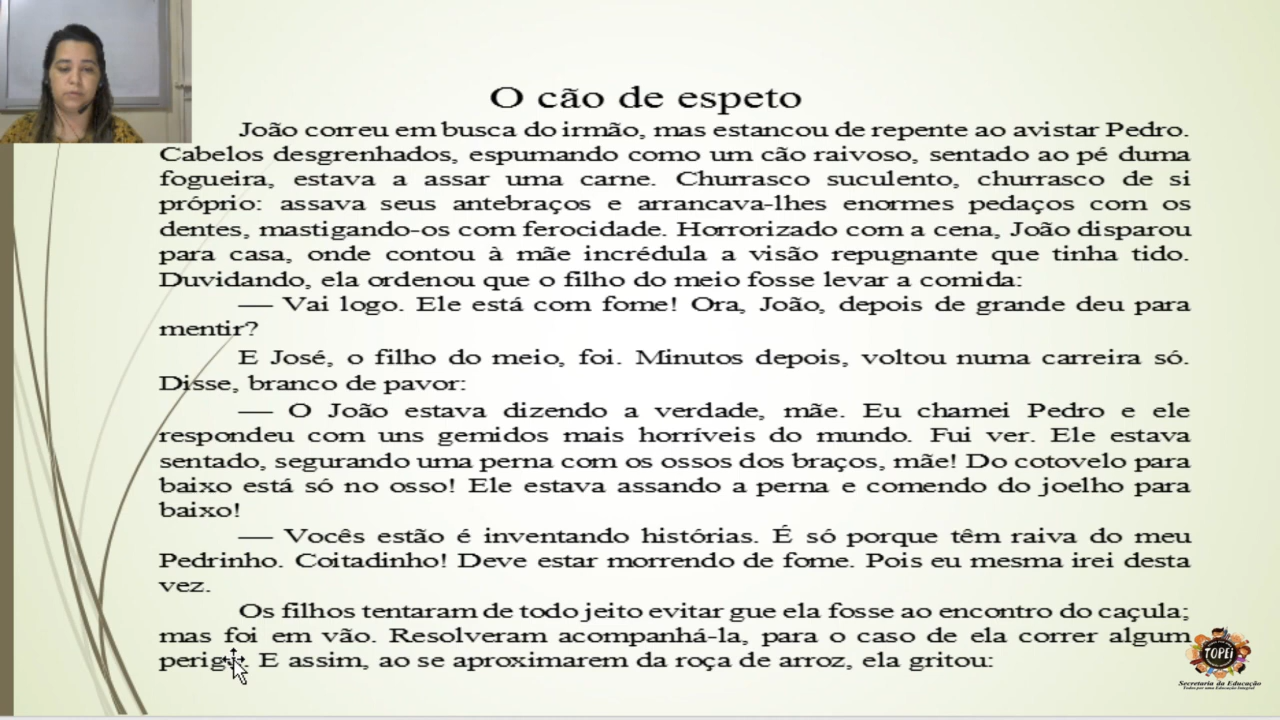 O cão de espeto
João correu em busca do irmão, mas estancou de repente ao avistar Pedro.
Cabelos desgrenhados, espumando como um cão raivoso, sentado ao pé duma
fogueira, estava a assar uma carne. Churrasco suculento, churrasco de si
próprio: assava seus antebraços e arrancava-lhes enormes pedaços com os
dentes, mastigando-os com ferocidade. Horrorizado com a cena, João disparou
para casa, onde contou à mãe incrédula a visão repugnante que tinha tido.
Duvidando, ela ordenou que o filho do meio fosse levar a comida:
— Vai logo. Ele está com fome! Ora, João, depois de grande deu para
mentir?
E José, o filho do meio, foi. Minutos depois, voltou numa carreira só.
Disse, branco de pavor:
— O João estava dizendo a verdade, mãe. Eu chamei Pedro e ele
respondeu com uns gemidos mais horríveis do mundo. Fui ver. Ele estava
sentado, segurando uma perna com os ossos dos braços, mãe! Do cotovelo para
baixo está só no osso! Ele estava assando a perna e comendo do joelho para
baixo!
— Vocês estão é inventando histórias. É só porque têm raiva do meu
Pedrinho. Coitadinho! Deve estar morrendo de fome. Pois eu mesma irei desta
vez.
Os filhos tentaram de todo jeito evitar que ela fosse ao encontro do caçula;
mas foi em vão. Resolveram acompanhá-la, para o caso de ela correr algum
perigo. E assim, ao se aproximarem da roça de arroz, ela gritou:
TOPEi
Secretaria da Educação
Todos por uma Educação Integral